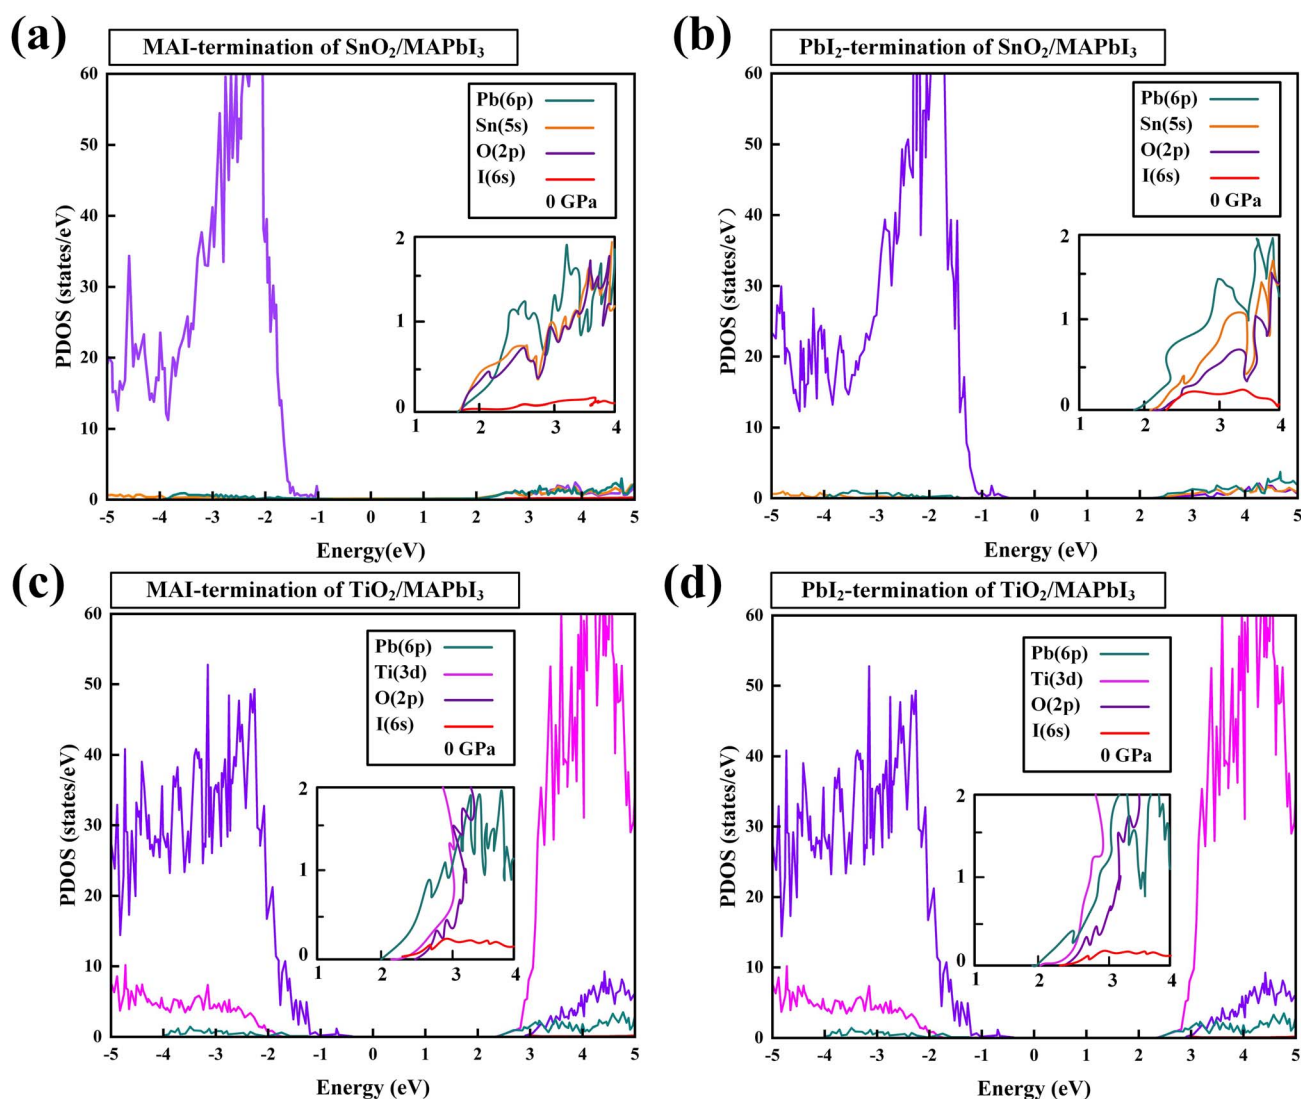 (a)
MAI-termination of SnO₂/MAPbI₃
PDOS (states/eV)
60
50
40
30
20
10
0
Pb(6p)
Sn(5s)
O(2p)
I(6s)
0 GPa
2
1
0
1 2 3 4
-5 -4 -3 -2 -1 0 1 2 3 4 5
Energy(eV)
(b)
PbI₂-termination of SnO₂/MAPbI₃
PDOS (states/eV)
60
50
40
30
20
10
0
Pb(6p)
Sn(5s)
O(2p)
I(6s)
0 GPa
2
1
0
1 2 3 4
-5 -4 -3 -2 -1 0 1 2 3 4 5
Energy (eV)
(c)
MAI-termination of TiO₂/MAPbI₃
PDOS (states/eV)
60
50
40
30
20
10
0
Pb(6p)
Ti(3d)
O(2p)
I(6s)
0 GPa
2
1
0
1 2 3 4
-5 -4 -3 -2 -1 0 1 2 3 4 5
Energy (eV)
(d)
PbI₂-termination of TiO₂/MAPbI₃
PDOS (states/eV)
60
50
40
30
20
10
0
Pb(6p)
Ti(3d)
O(2p)
I(6s)
0 GPa
2
1
0
1 2 3 4
-5 -4 -3 -2 -1 0 1 2 3 4 5
Energy (eV)